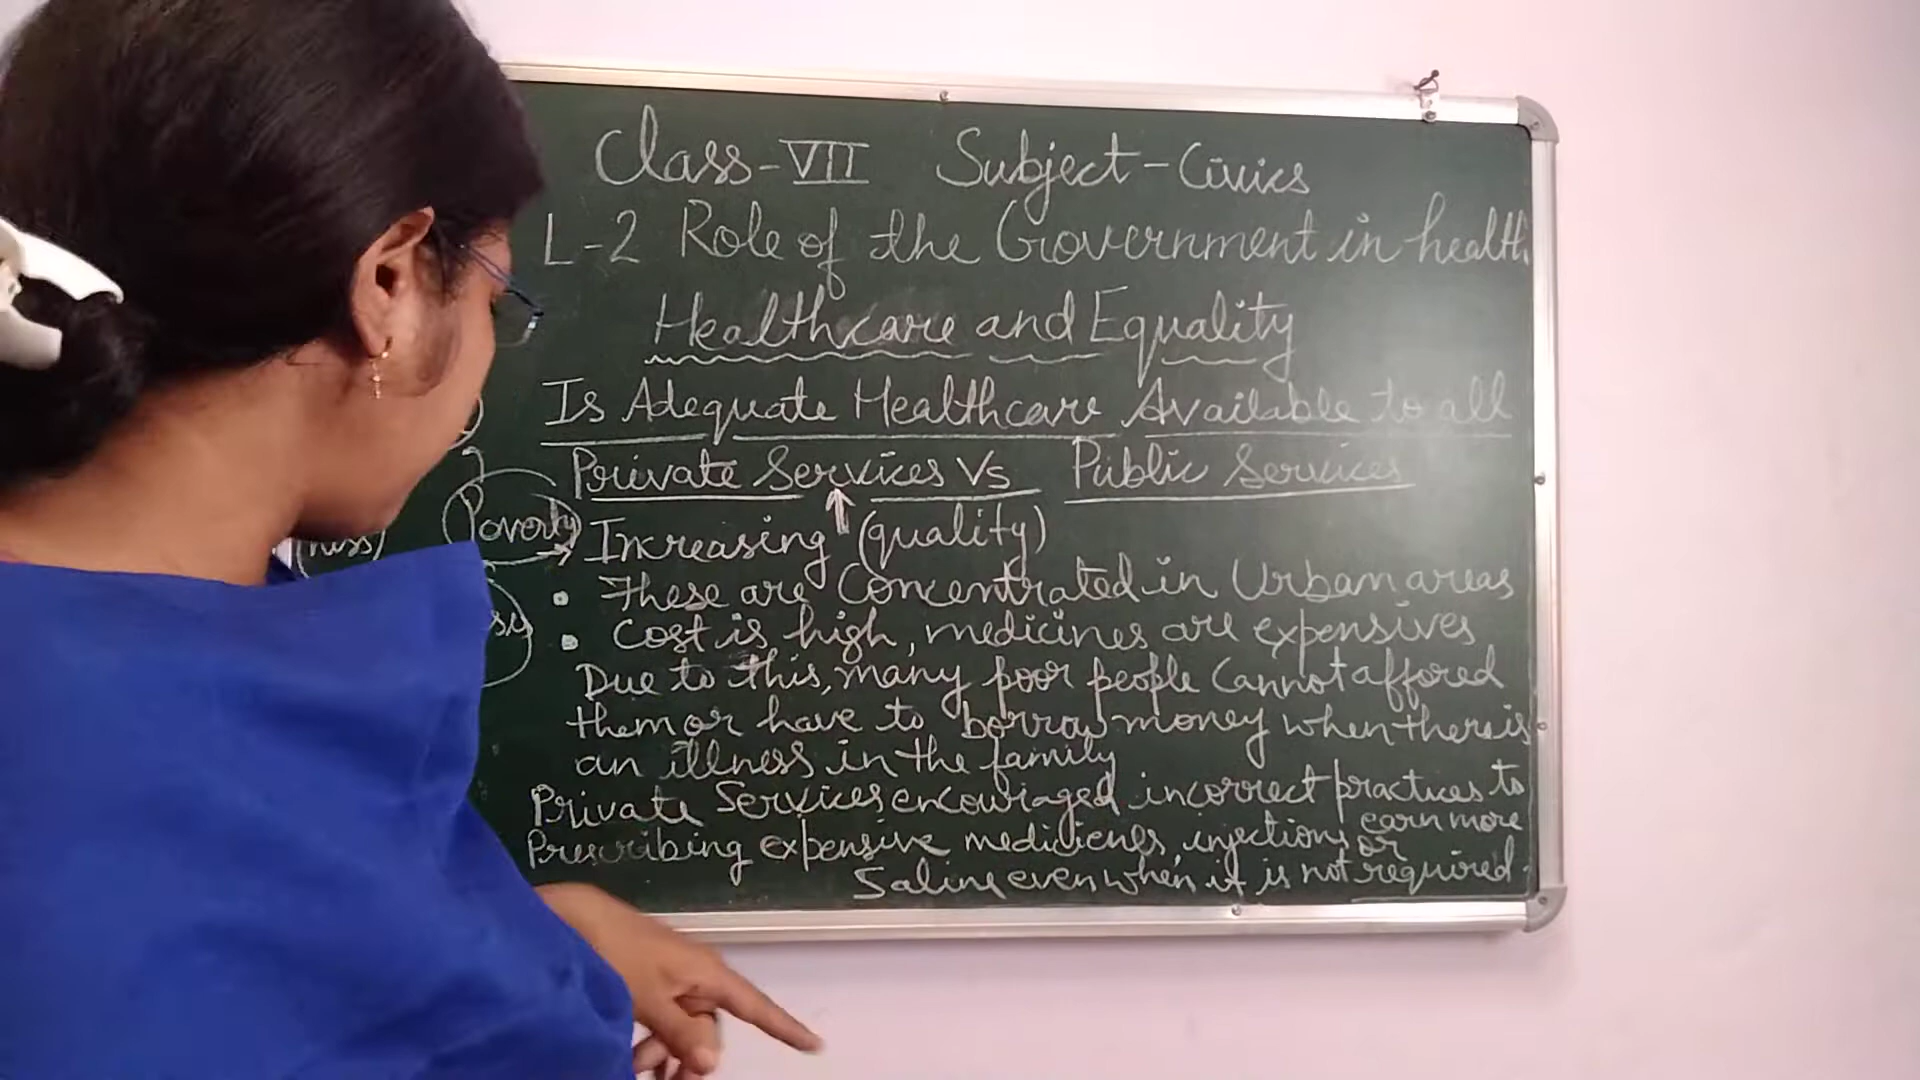 Class-VII Subject-Civics
L-2 Role of the Government in health
Healthcare and Equality
Is Adequate Healthcare Available to all
Private Services Vs Public Services
Poverty
Increasing (quality)
• These are Concentrated in Urban areas
• Cost is high, medicines are expensives
Due to this, many poor people Cannot affored
them or have to borrow money when there is
an illness in the family
Private Services encouraged incorrect practices to
earn more
Prescribing expensive medicienes, injections or
Saline even when it is not required.